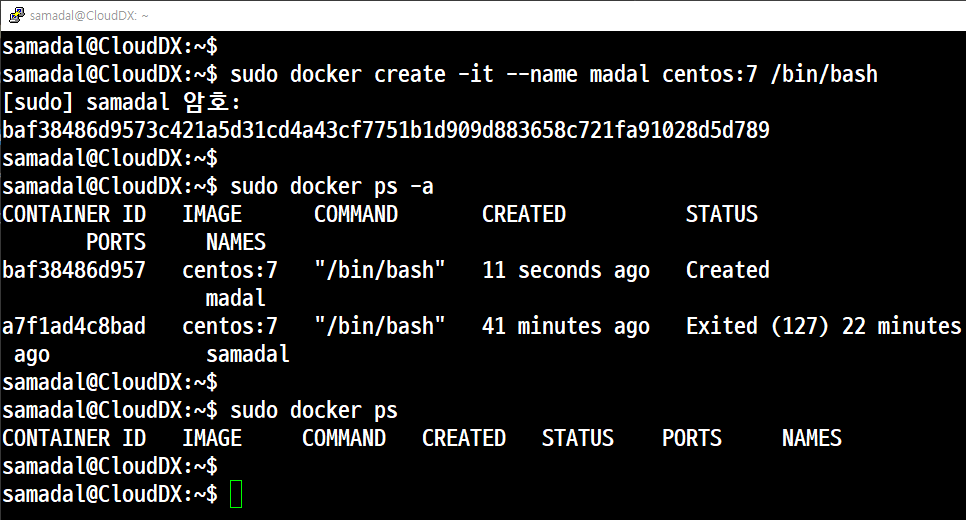 samadal@CloudDX: ~
samadal@CloudDX:~$
samadal@CloudDX:~$ sudo docker create -it --name madal centos:7 /bin/bash
[sudo] samadal 암호:
baf38486d9573c421a5d31cd4a43cf7751b1d909d883658c721fa91028d5d789
samadal@CloudDX:~$
samadal@CloudDX:~$ sudo docker ps -a
CONTAINER ID   IMAGE      COMMAND       CREATED          STATUS
       PORTS     NAMES
baf38486d957   centos:7   "/bin/bash"   11 seconds ago   Created
                 madal
a7f1ad4c8bad   centos:7   "/bin/bash"   41 minutes ago   Exited (127) 22 minutes
 ago             samadal
samadal@CloudDX:~$
samadal@CloudDX:~$ sudo docker ps
CONTAINER ID   IMAGE     COMMAND   CREATED   STATUS    PORTS     NAMES
samadal@CloudDX:~$
samadal@CloudDX:~$